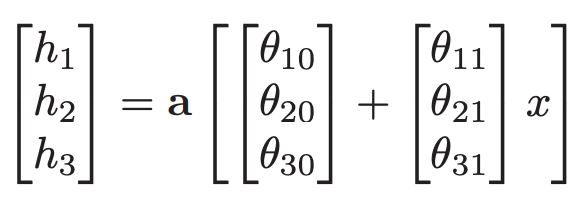 [h₁ h₂ h₃] = a [[θ₁₀ θ₂₀ θ₃₀] + [θ₁₁ θ₂₁ θ₃₁] x]